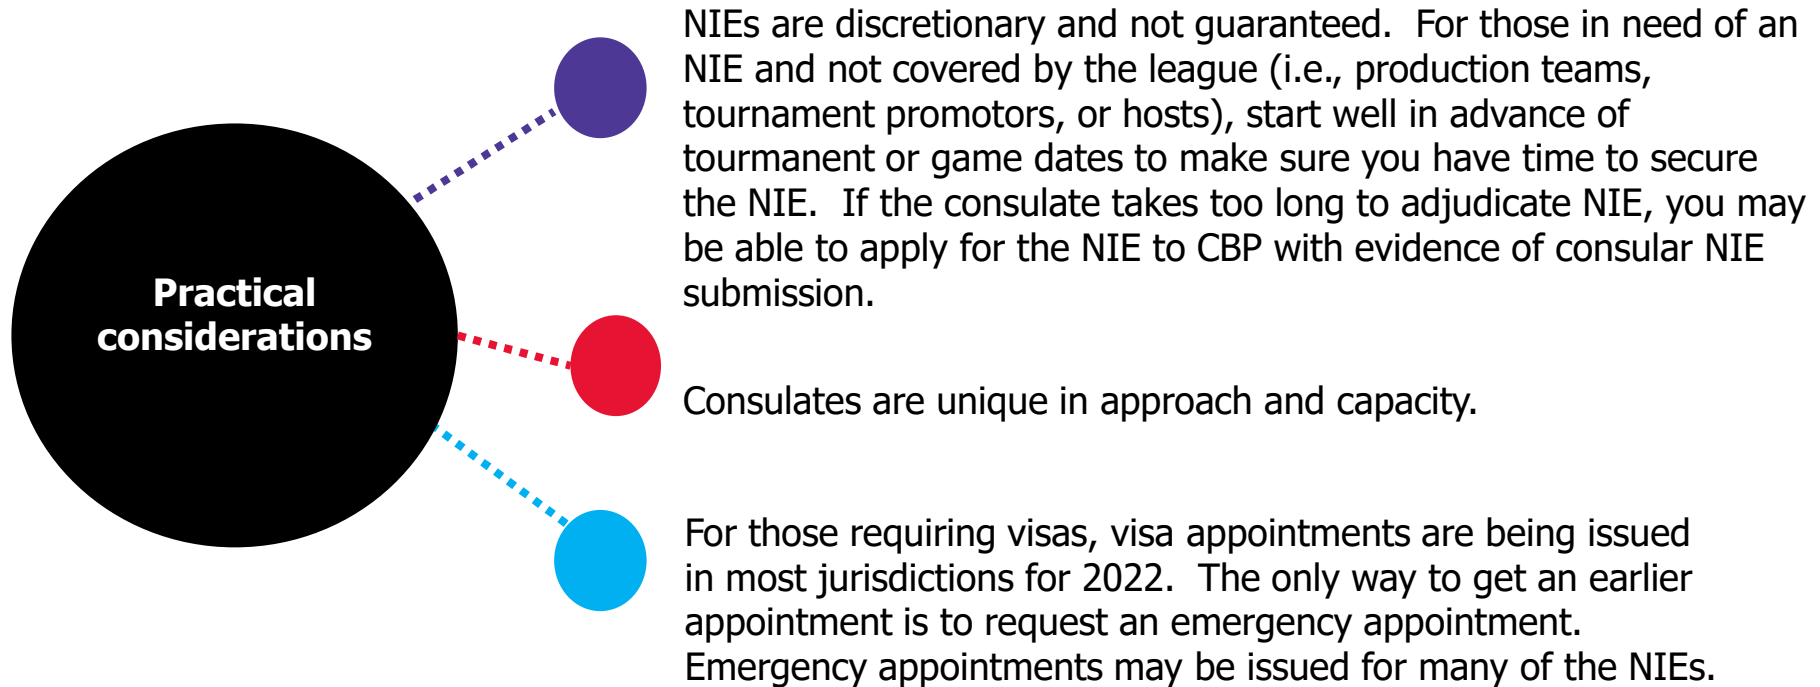 Practical
considerations
NIEs are discretionary and not guaranteed.  For those in need of an
NIE and not covered by the league (i.e., production teams,
tournament promotors, or hosts), start well in advance of
tourmanent or game dates to make sure you have time to secure
the NIE.  If the consulate takes too long to adjudicate NIE, you may
be able to apply for the NIE to CBP with evidence of consular NIE
submission.
Consulates are unique in approach and capacity.
For those requiring visas, visa appointments are being issued
in most jurisdictions for 2022.  The only way to get an earlier
appointment is to request an emergency appointment.
Emergency appointments may be issued for many of the NIEs.